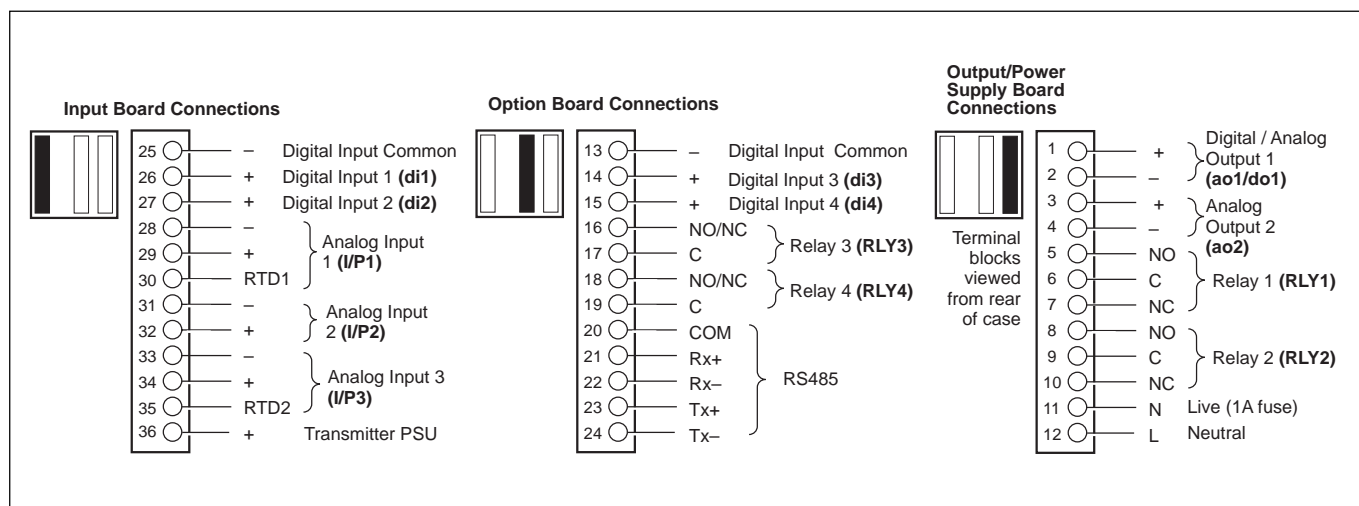 Input Board Connections
25 – Digital Input Common
26 + Digital Input 1 (di1)
27 + Digital Input 2 (di2)
28 –
29 +
30 RTD1
Analog Input
1 (I/P1)
31 –
32 +
Analog Input
2 (I/P2)
33 –
34 +
35 RTD2
Analog Input 3
(I/P3)
36 + Transmitter PSU
Option Board Connections
13 – Digital Input Common
14 + Digital Input 3 (di3)
15 + Digital Input 4 (di4)
16 NO/NC
17 C
Relay 3 (RLY3)
18 NO/NC
19 C
Relay 4 (RLY4)
20 COM
21 Rx+
22 Rx–
23 Tx+
24 Tx–
RS485
Output/Power
Supply Board
Connections
Terminal
blocks
viewed
from rear
of case
1 +
2 –
Digital / Analog
Output 1
(ao1/do1)
3 +
4 –
Analog
Output 2
(ao2)
5 NO
6 C
7 NC
Relay 1 (RLY1)
8 NO
9 C
10 NC
Relay 2 (RLY2)
11 N Live (1A fuse)
12 L Neutral